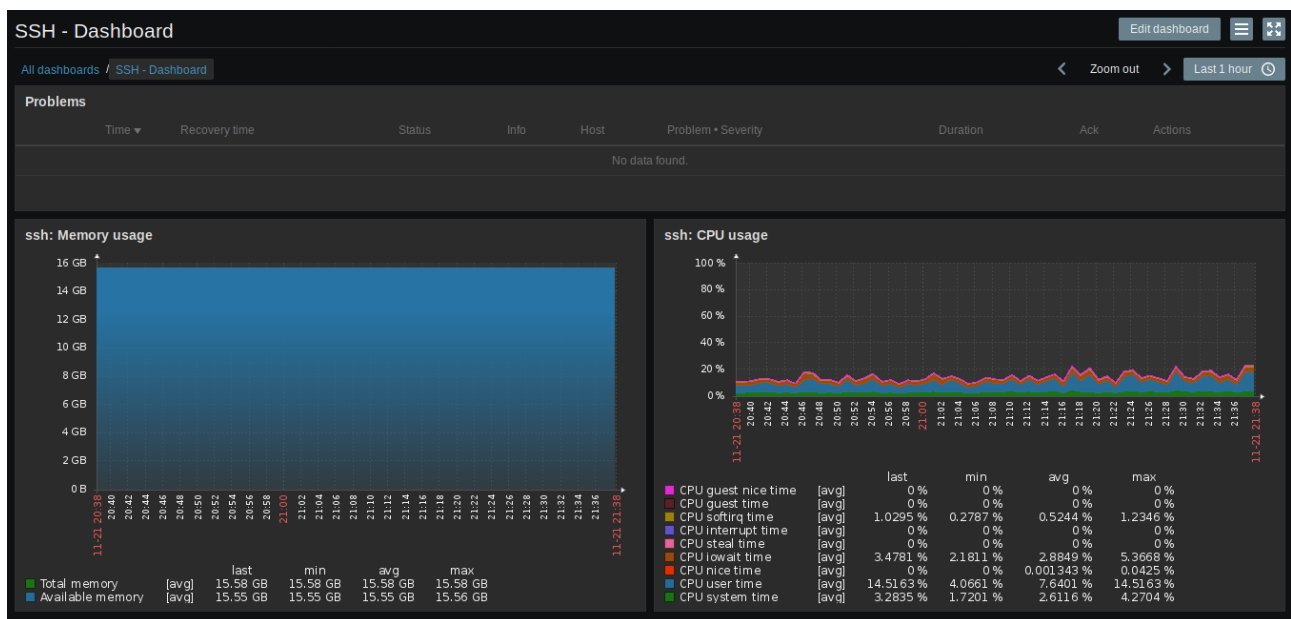 SSH - Dashboard
Edit dashboard
All dashboards / SSH - Dashboard
Zoom out
Last 1 hour
Problems
Time Recovery time Status Info Host Problem • Severity Duration Ack Actions
No data found.
ssh: Memory usage
16 GB
14 GB
12 GB
10 GB
8 GB
6 GB
4 GB
2 GB
0 B
11-21 20:38 20:40 20:42 20:44 20:46 20:48 20:50 20:52 20:54 20:56 20:58 21:00 21:02 21:04 21:06 21:08 21:10 21:12 21:14 21:16 21:18 21:20 21:22 21:24 21:26 21:28 21:30 21:32 21:34 21:36 11-21 21:38
last min avg max
Total memory [avg] 15.58 GB 15.58 GB 15.58 GB 15.58 GB
Available memory [avg] 15.55 GB 15.55 GB 15.55 GB 15.56 GB
ssh: CPU usage
100 %
80 %
60 %
40 %
20 %
0 %
11-21 20:38 20:40 20:42 20:44 20:46 20:48 20:50 20:52 20:54 20:56 20:58 21:00 21:02 21:04 21:06 21:08 21:10 21:12 21:14 21:16 21:18 21:20 21:22 21:24 21:26 21:28 21:30 21:32 21:34 21:36 11-21 21:38
last min avg max
CPU guest nice time [avg] 0 % 0 % 0 % 0 %
CPU guest time [avg] 0 % 0 % 0 % 0 %
CPU softirq time [avg] 1.0295 % 0.2787 % 0.5244 % 1.2346 %
CPU interrupt time [avg] 0 % 0 % 0 % 0 %
CPU steal time [avg] 0 % 0 % 0 % 0 %
CPU iowait time [avg] 3.4781 % 2.1811 % 2.8849 % 5.3668 %
CPU nice time [avg] 0 % 0 % 0.001343 % 0.0425 %
CPU user time [avg] 14.5163 % 4.0661 % 7.6401 % 14.5163 %
CPU system time [avg] 3.2835 % 1.7201 % 2.6116 % 4.2704 %